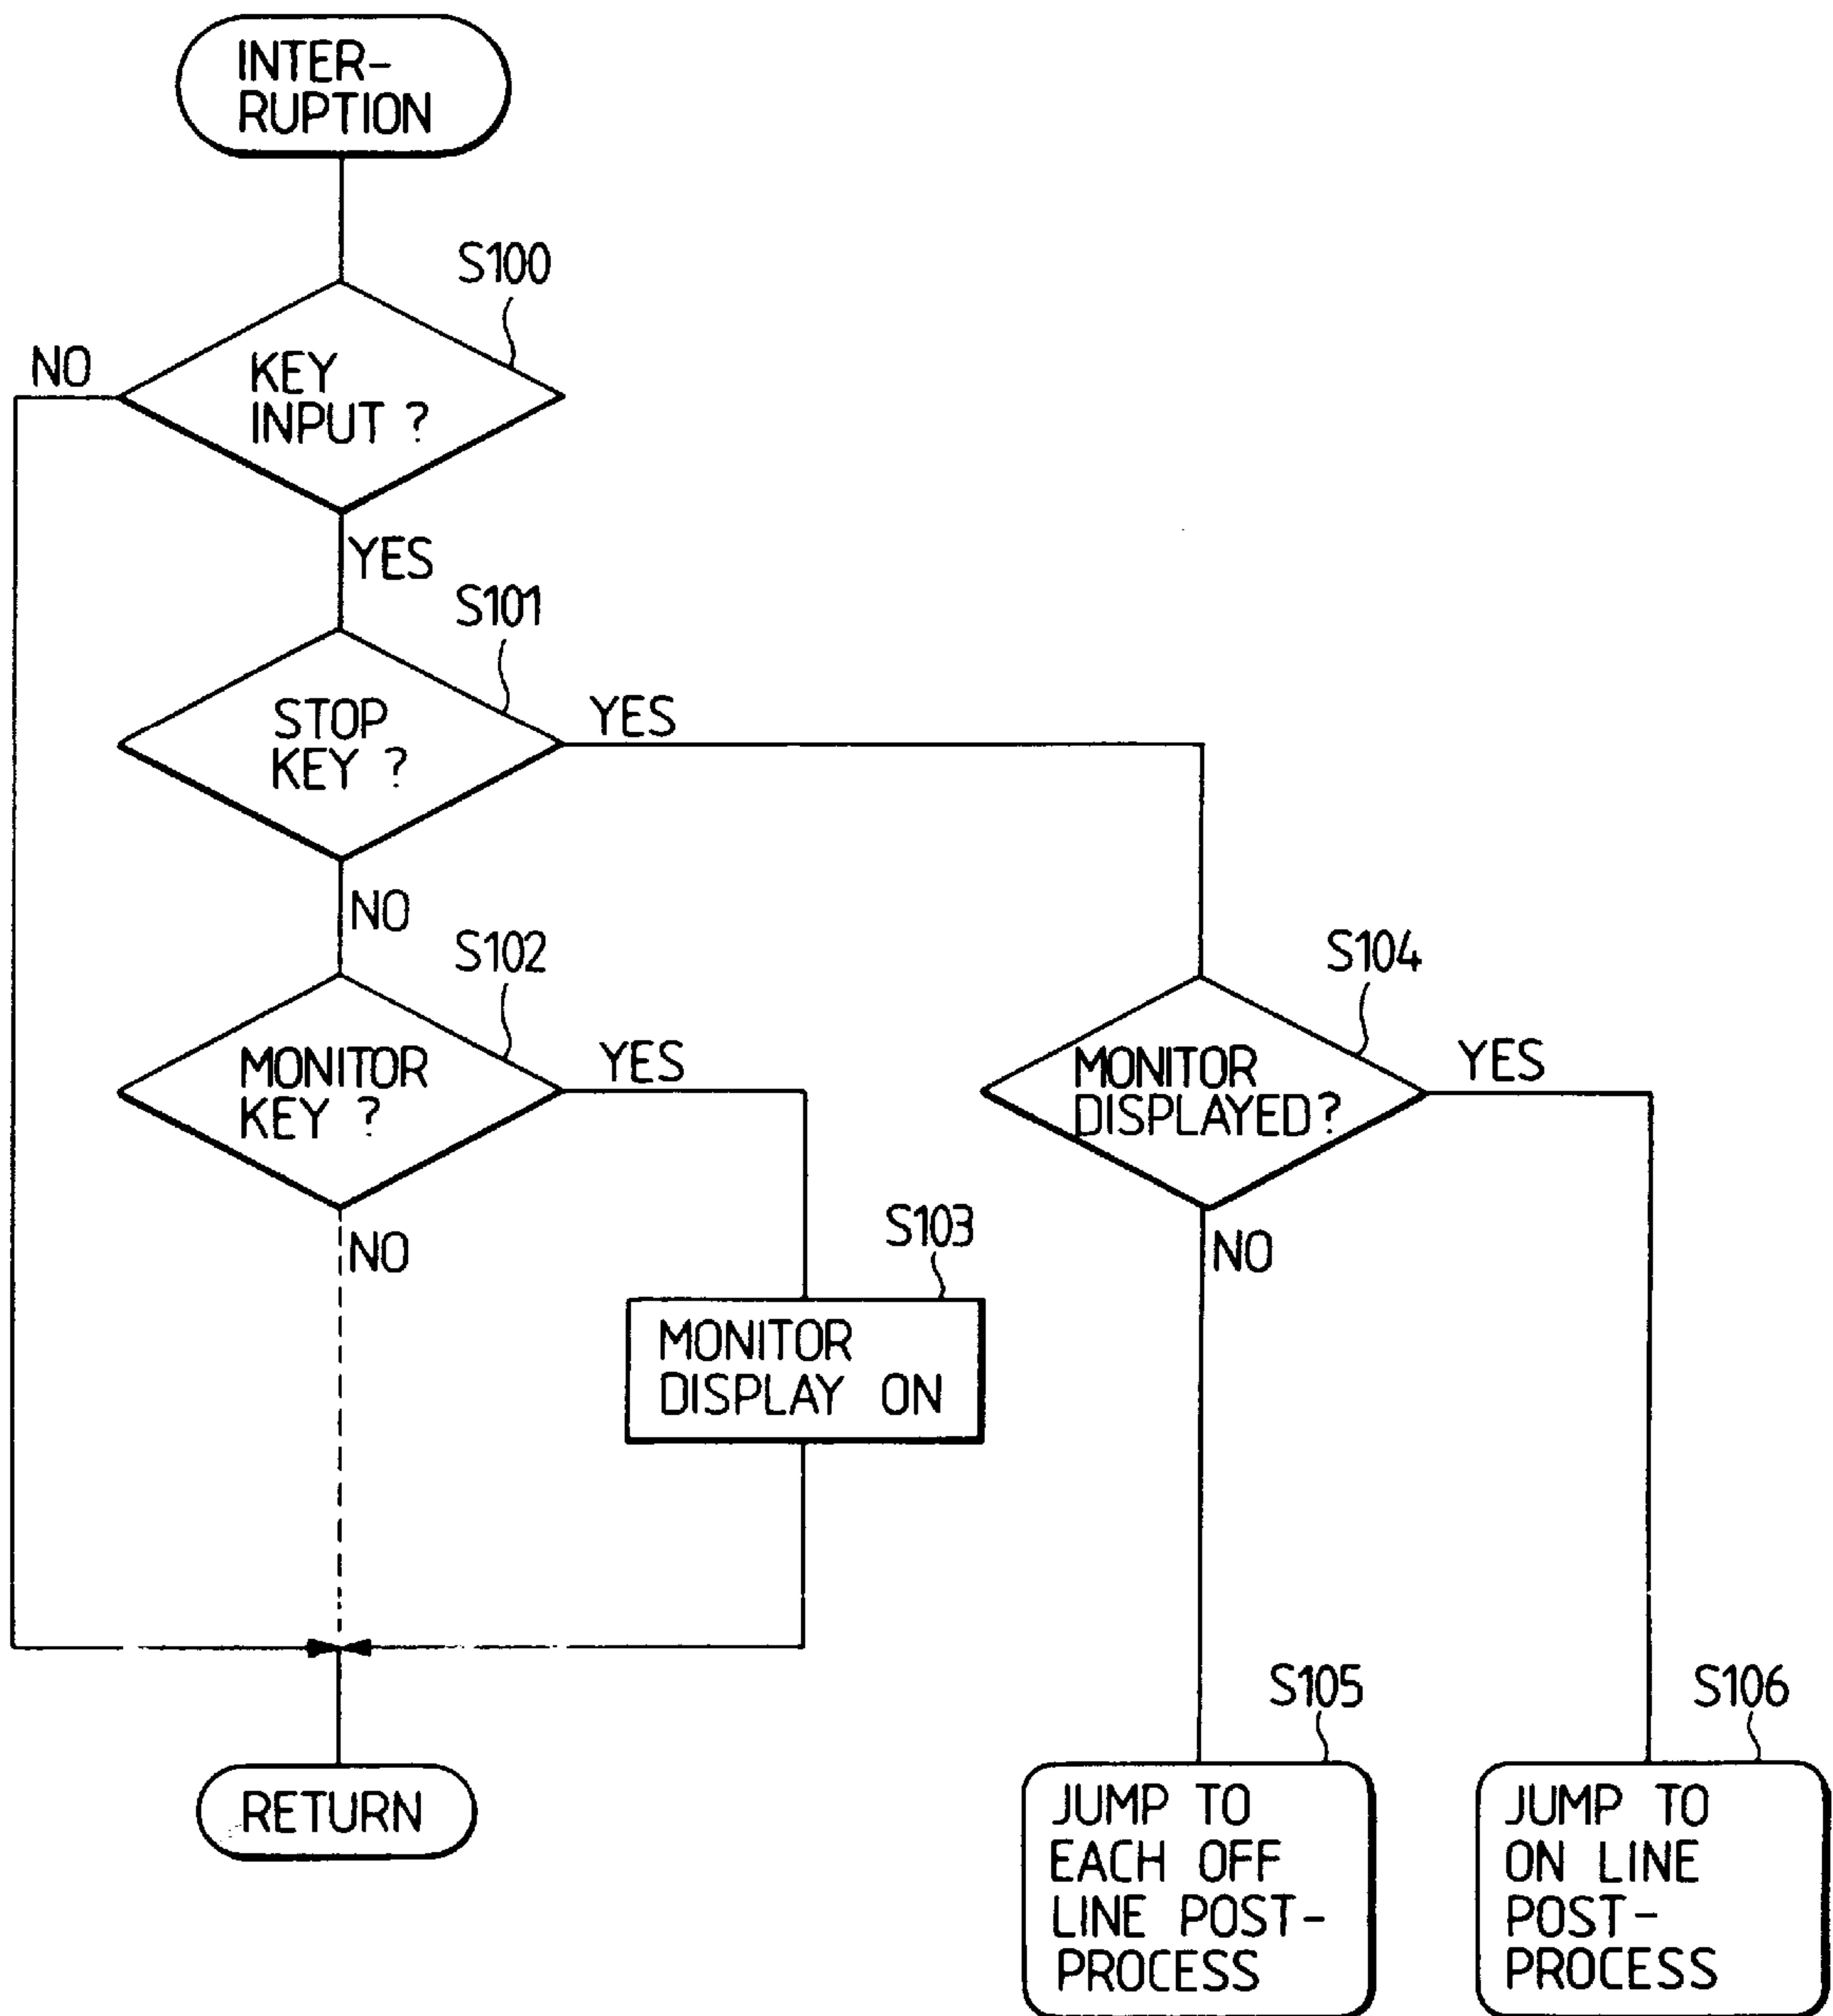 INTER-
RUPTION
S100
NO
KEY
INPUT ?
YES
S101
STOP
KEY ?
YES
NO
S102
MONITOR
KEY ?
YES
S104
MONITOR
DISPLAYED?
YES
NO
S103
MONITOR
DISPLAY ON
NO
RETURN
S105
JUMP TO
EACH OFF
LINE POST-
PROCESS
S106
JUMP TO
ON LINE
POST-
PROCESS